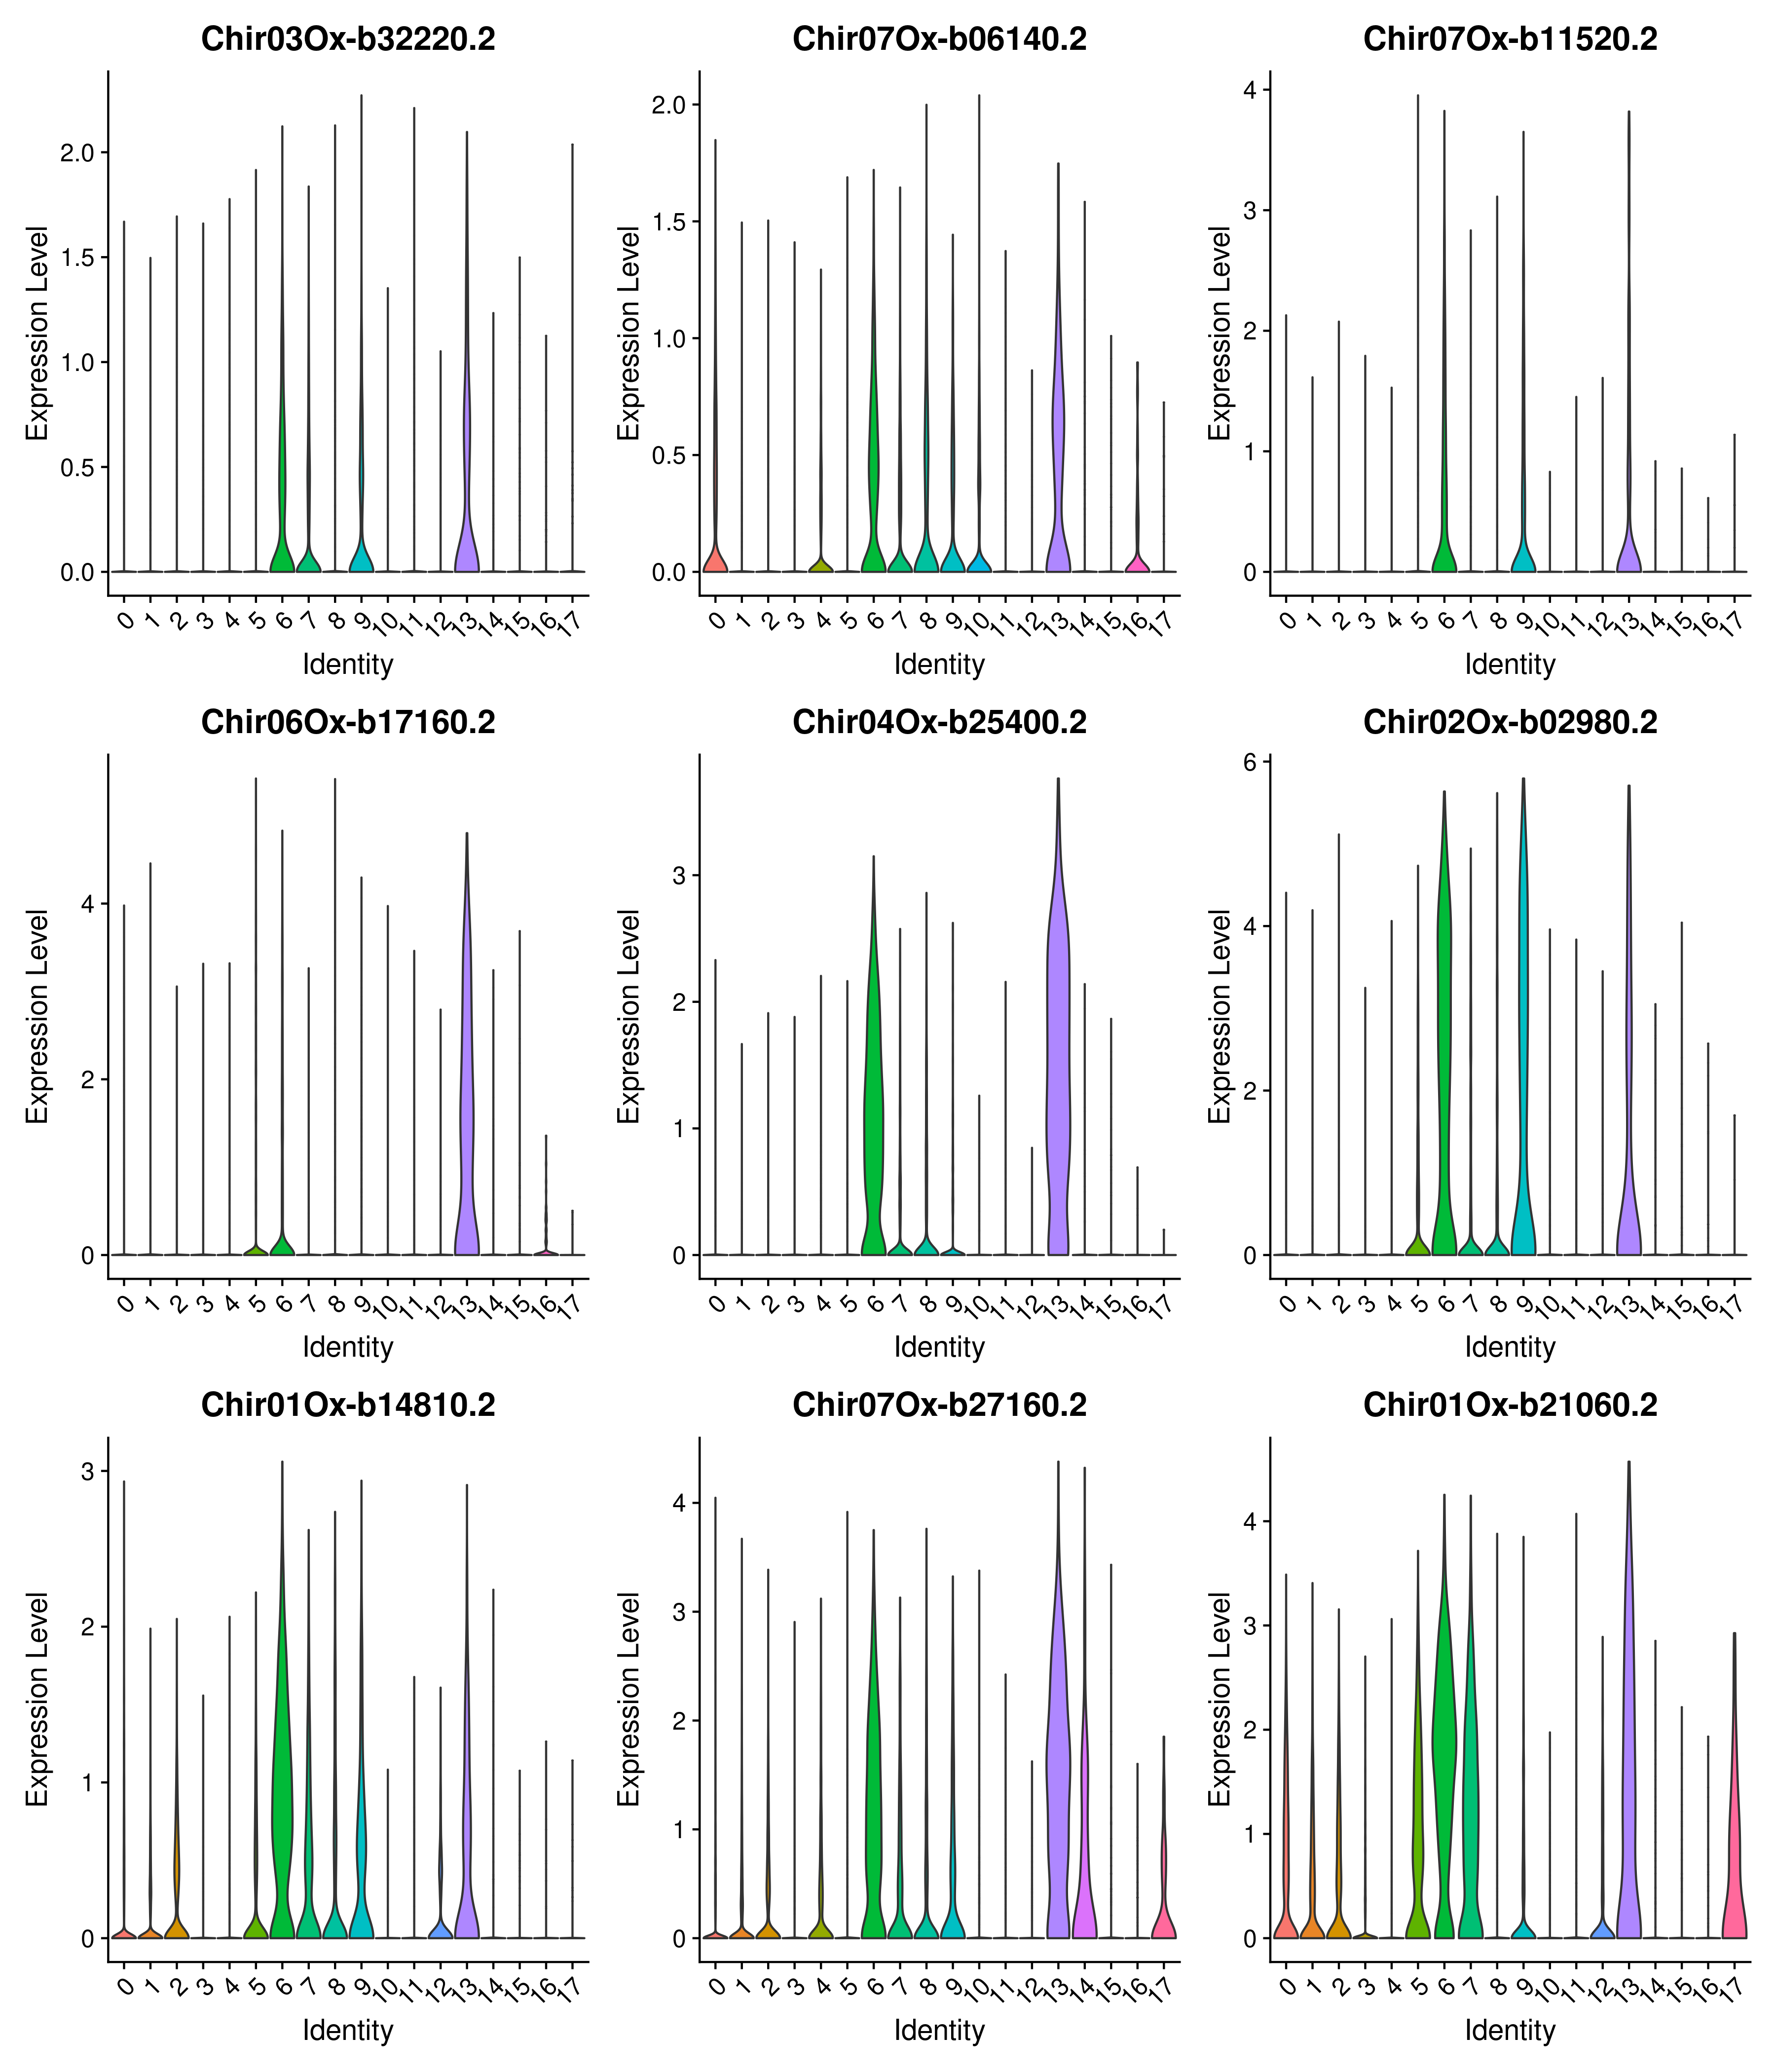 Chir03Ox-b32220.2
Expression Level
2.0
1.5
1.0
0.5
0.0
0 1 2 3 4 5 6 7 8 9 10 11 12 13 14 15 16 17
Identity
Chir07Ox-b06140.2
Expression Level
2.0
1.5
1.0
0.5
0.0
0 1 2 3 4 5 6 7 8 9 10 11 12 13 14 15 16 17
Identity
Chir07Ox-b11520.2
Expression Level
4
3
2
1
0
0 1 2 3 4 5 6 7 8 9 10 11 12 13 14 15 16 17
Identity
Chir06Ox-b17160.2
Expression Level
4
2
0
0 1 2 3 4 5 6 7 8 9 10 11 12 13 14 15 16 17
Identity
Chir04Ox-b25400.2
Expression Level
3
2
1
0
0 1 2 3 4 5 6 7 8 9 10 11 12 13 14 15 16 17
Identity
Chir02Ox-b02980.2
Expression Level
6
4
2
0
0 1 2 3 4 5 6 7 8 9 10 11 12 13 14 15 16 17
Identity
Chir01Ox-b14810.2
Expression Level
3
2
1
0
0 1 2 3 4 5 6 7 8 9 10 11 12 13 14 15 16 17
Identity
Chir07Ox-b27160.2
Expression Level
4
3
2
1
0
0 1 2 3 4 5 6 7 8 9 10 11 12 13 14 15 16 17
Identity
Chir01Ox-b21060.2
Expression Level
4
3
2
1
0
0 1 2 3 4 5 6 7 8 9 10 11 12 13 14 15 16 17
Identity